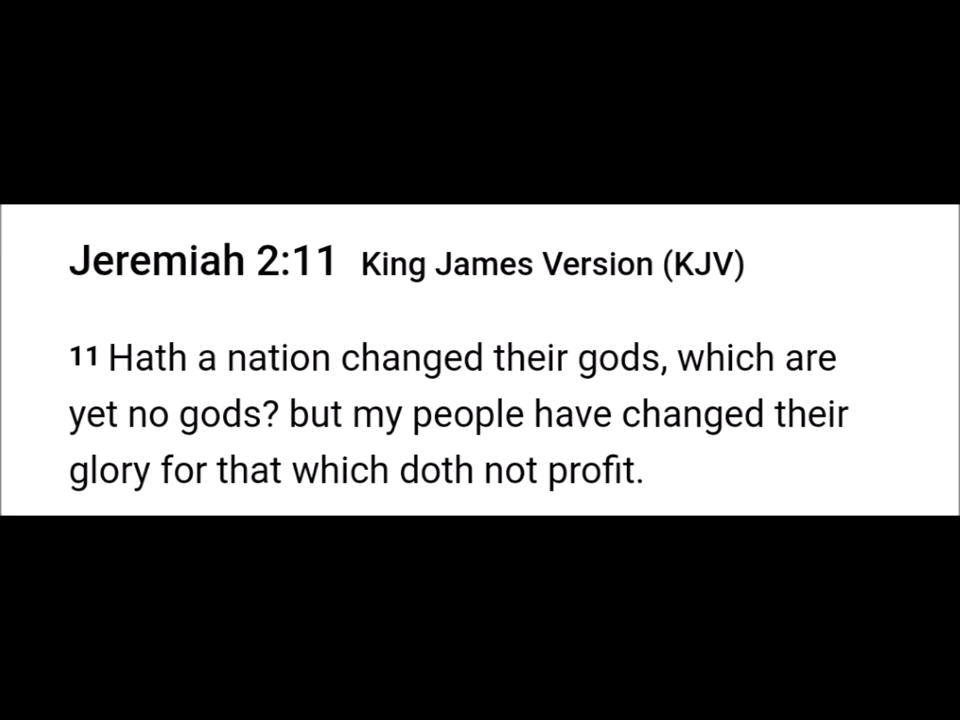 Jeremiah 2:11 King James Version (KJV)
11 Hath a nation changed their gods, which are
yet no gods? but my people have changed their
glory for that which doth not profit.